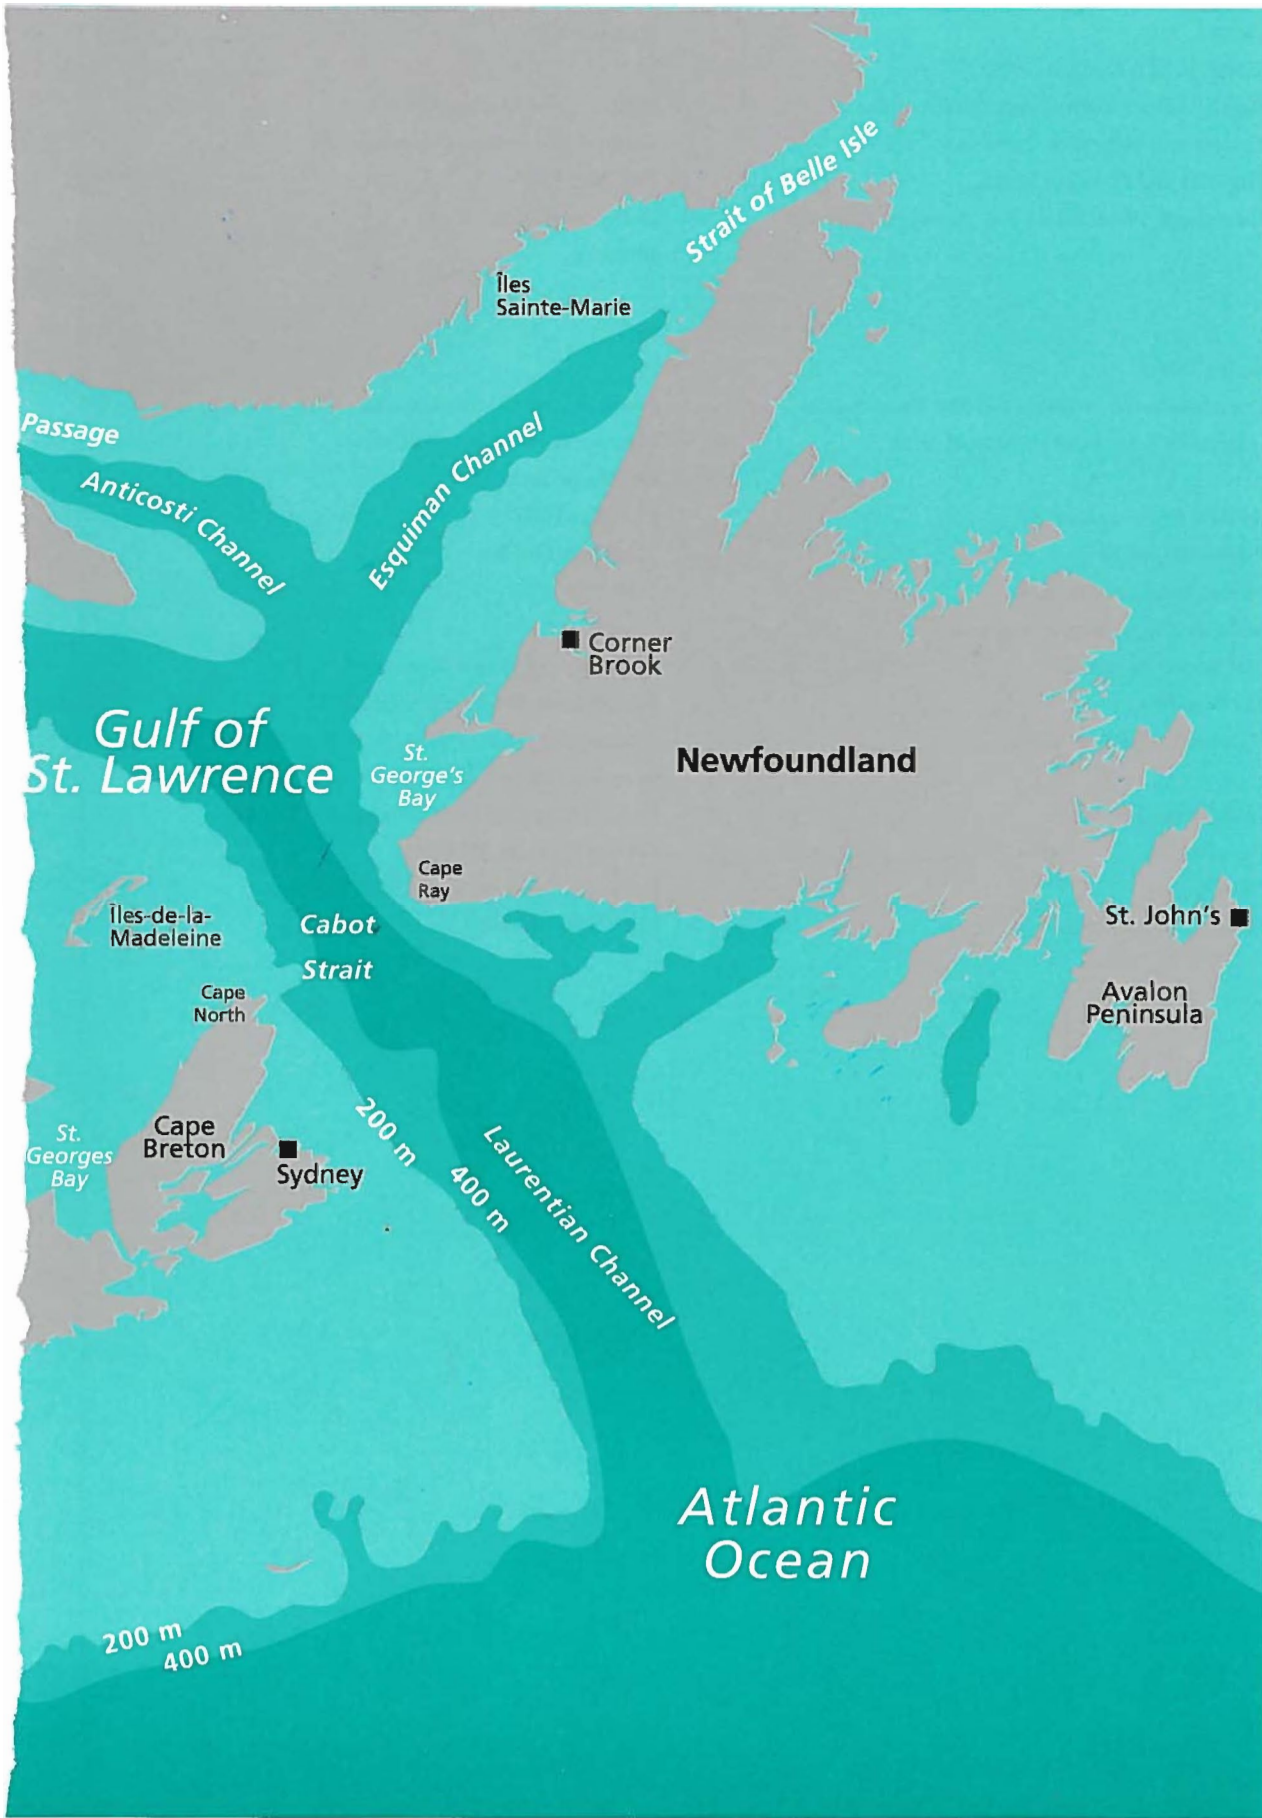 Strait of Belle Isle
Îles
Sainte-Marie
Passage
Anticosti Channel
Esquiman Channel
Corner
Brook
Gulf of
St. Lawrence
St.
George's
Bay
Newfoundland
Cape
Ray
Îles-de-la-
Madeleine
Cabot
Strait
St. John's
Cape
North
Avalon
Peninsula
200 m
400 m
Laurentian Channel
Cape
Breton
St.
Georges
Bay
Sydney
Atlantic
Ocean
200 m
400 m